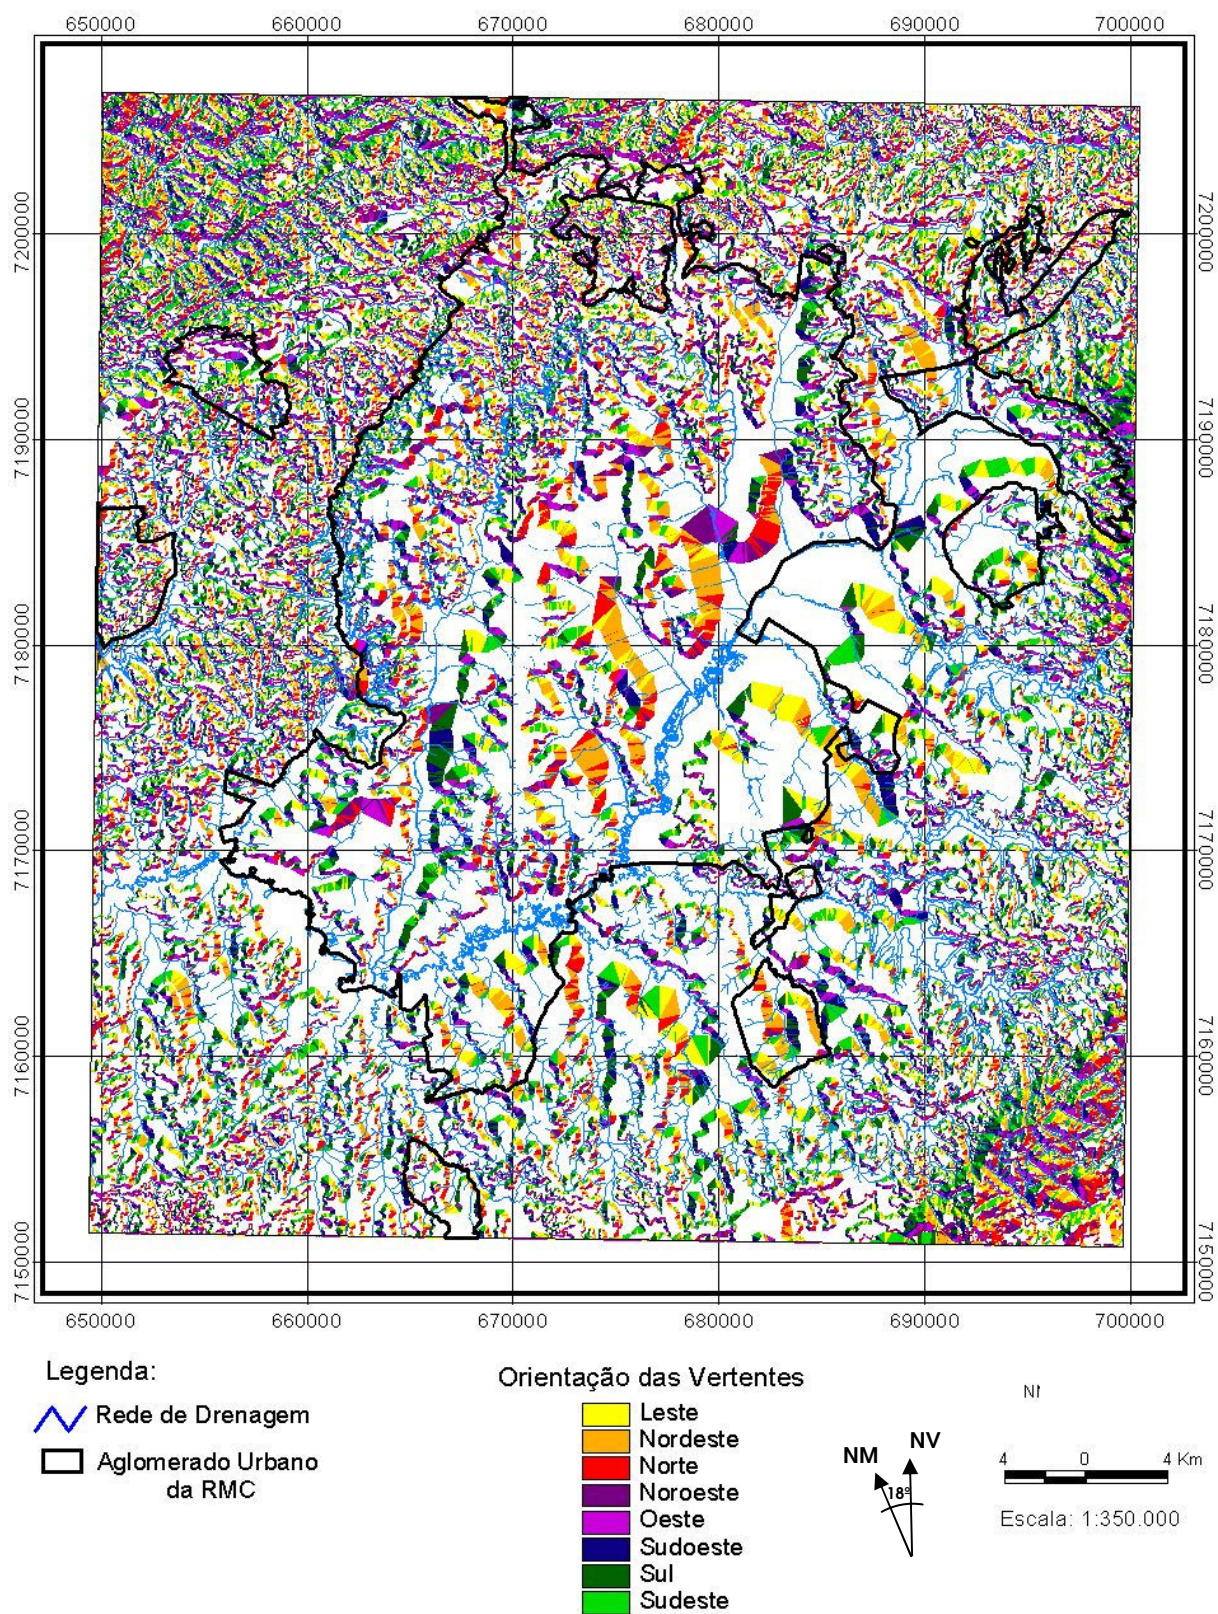 650000 660000 670000 680000 690000 700000
7200000 7200000
7190000 7190000
7180000 7180000
7170000 7170000
7160000 7160000
7150000 7150000
650000 660000 670000 680000 690000 700000
Legenda:
Rede de Drenagem
Aglomerado Urbano
da RMC
Orientação das Vertentes
Leste
Nordeste
Norte
Noroeste
Oeste
Sudoeste
Sul
Sudeste
NM NV
18º
4 0 4 Km
Escala: 1:350.000